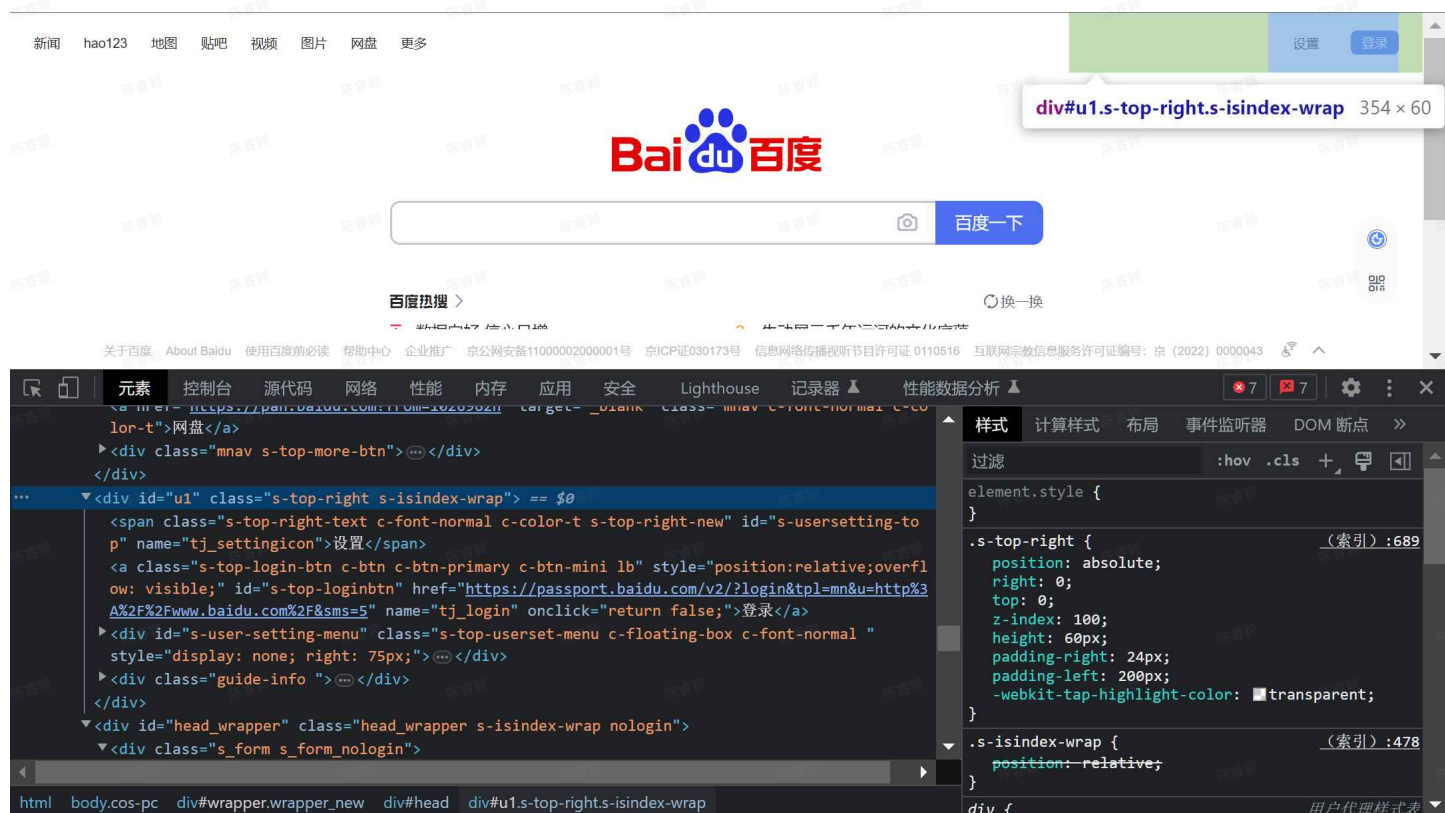 新闻 hao123 地图 贴吧 视频 图片 网盘 更多 设置 登录
div#u1.s-top-right.s-isindex-wrap 354 × 60
Bai du 百度
百度一下
百度热搜 换一换
关于百度 About Baidu 使用百度前必读 帮助中心 企业推广 京公网安备11000002000001号 京ICP证030173号 信息网络传播视听节目许可证 0110516 互联网宗教信息服务许可证编号：京（2022）0000043
元素 控制台 源代码 网络 性能 内存 应用 安全 Lighthouse 记录器 性能数据分析 7 7
lor-t">网盘</a>
<div class="mnav s-top-more-btn">…</div>
</div>
… <div id="u1" class="s-top-right s-isindex-wrap"> == $0
<span class="s-top-right-text c-font-normal c-color-t s-top-right-new" id="s-usersetting-to
p" name="tj_settingicon">设置</span>
<a class="s-top-login-btn c-btn c-btn-primary c-btn-mini lb" style="position:relative;overfl
ow: visible;" id="s-top-loginbtn" href="https://passport.baidu.com/v2/?login&tpl=mn&u=http%3
A%2F%2Fwww.baidu.com%2F&sms=5" name="tj_login" onclick="return false;">登录</a>
<div id="s-user-setting-menu" class="s-top-userset-menu c-floating-box c-font-normal "
style="display: none; right: 75px;">…</div>
<div class="guide-info ">…</div>
</div>
<div id="head_wrapper" class="head_wrapper s-isindex-wrap nologin">
<div class="s_form s_form_nologin">
html body.cos-pc div#wrapper.wrapper_new div#head div#u1.s-top-right.s-isindex-wrap
样式 计算样式 布局 事件监听器 DOM 断点 »
过滤 :hov .cls +
element.style {
}
.s-top-right { （索引）:689
position: absolute;
right: 0;
top: 0;
z-index: 100;
height: 60px;
padding-right: 24px;
padding-left: 200px;
-webkit-tap-highlight-color: transparent;
}
.s-isindex-wrap { （索引）:478
position: relative;
}
div { 用户代理样式表